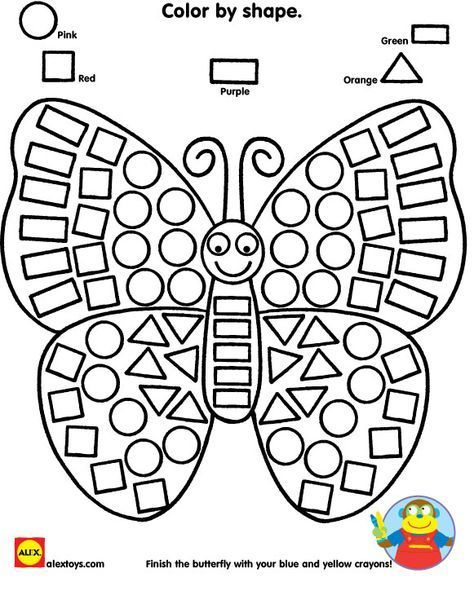 Color by shape.
Pink
Green
Red
Orange
Purple
ALEX.
alextoys.com
Finish the butterfly with your blue and yellow crayons!